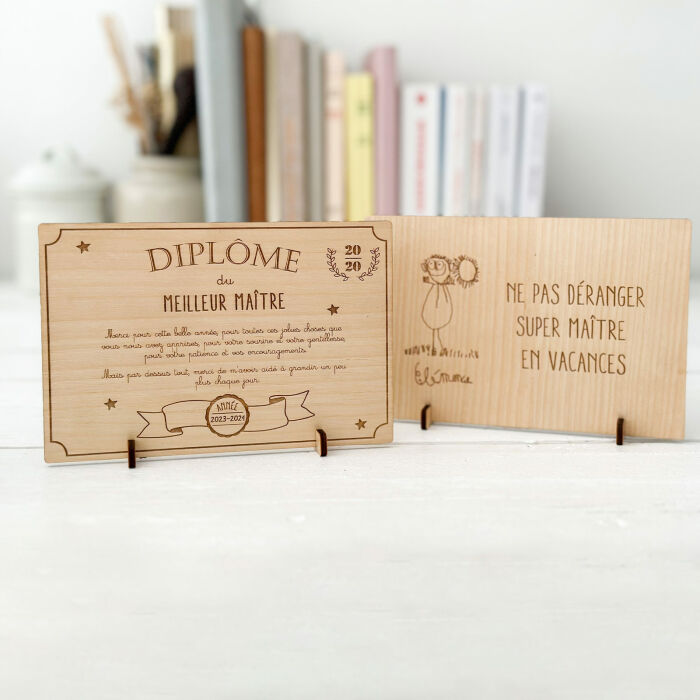 DIPLÔME
20
20
du
MEILLEUR MAÎTRE
Merci pour cette belle année, pour toutes ces jolies choses que
vous nous avez apprises, pour votre sourire et votre gentillesse,
pour votre patience et vos encouragements.
Mais par dessus tout, merci de m'avoir aidé à grandir un peu
plus chaque jour.
ANNÉE
2023-2024
NE PAS DÉRANGER
SUPER MAÎTRE
EN VACANCES
Clémence